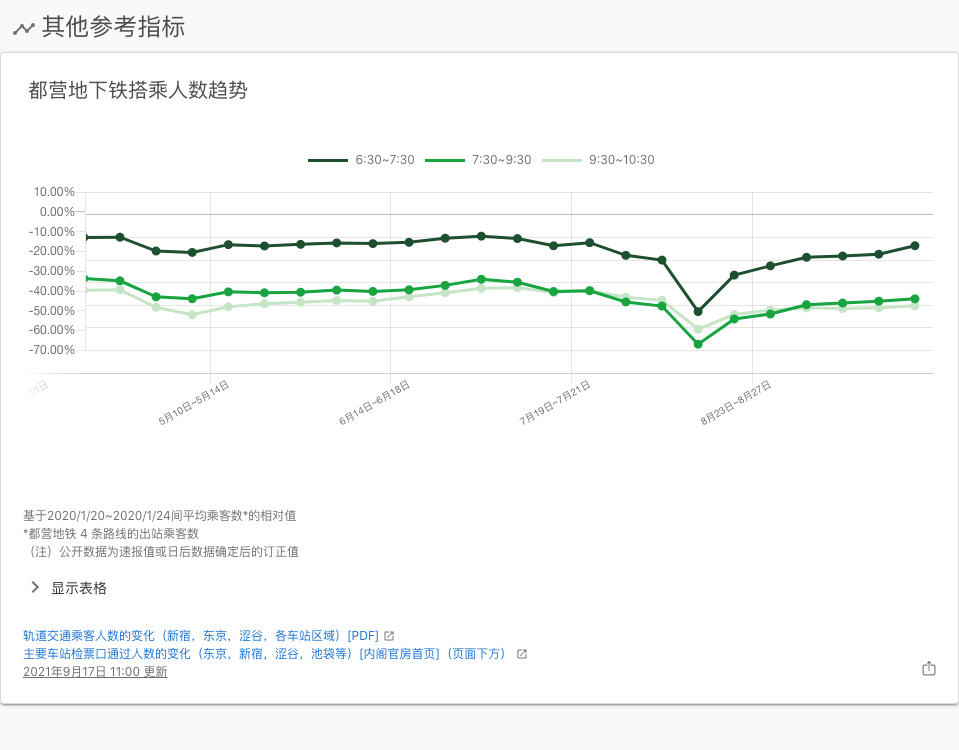 其他参考指标
都营地下铁搭乘人数趋势
6:30~7:30 7:30~9:30 9:30~10:30
10.00%
0.00%
-10.00%
-20.00%
-30.00%
-40.00%
-50.00%
-60.00%
-70.00%
5月10日~5月14日 6月14日~6月18日 7月19日~7月21日 8月23日~8月27日
基于2020/1/20~2020/1/24间平均乘客数*的相对值
*都营地铁 4 条路线的出站乘客数
（注）公开数据为速报值或日后数据确定后的订正值
显示表格
轨道交通乘客人数的变化（新宿，东京，涩谷，各车站区域）[PDF]
主要车站检票口通过人数的变化（东京，新宿，涩谷，池袋等）[内阁官房首页]（页面下方）
2021年9月17日 11:00 更新